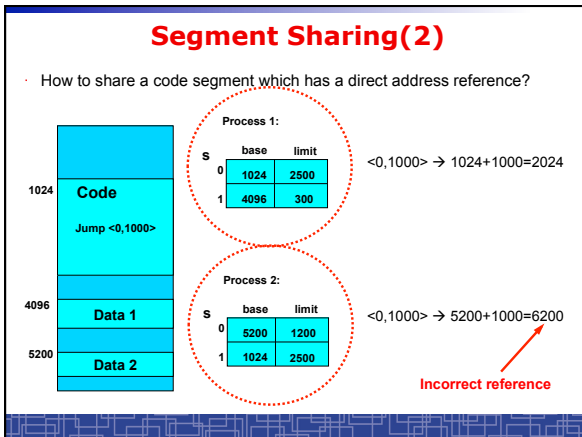 Segment Sharing(2)
· How to share a code segment which has a direct address reference?
1024
Code
Jump <0,1000>
4096
Data 1
5200
Data 2
Process 1:
base limit
S
0 1024 2500
1 4096 300
<0,1000> → 1024+1000=2024
Process 2:
base limit
S
0 5200 1200
1 1024 2500
<0,1000> → 5200+1000=6200
Incorrect reference